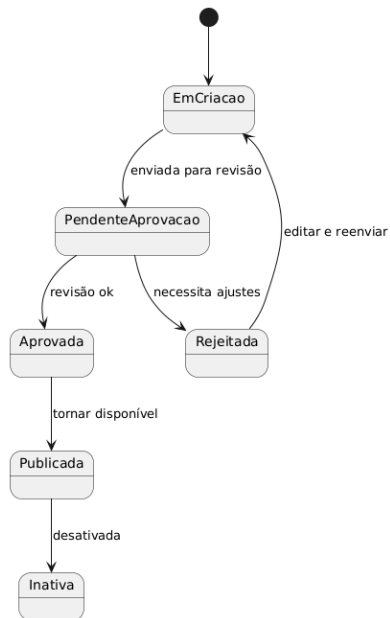 EmCriacao
enviada para revisão
PendenteAprovacao
editar e reenviar
revisão ok
necessita ajustes
Aprovada
Rejeitada
tornar disponível
Publicada
desativada
Inativa